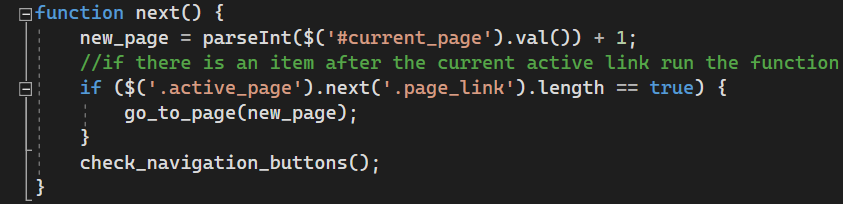 function next() {
    new_page = parseInt($('#current_page').val()) + 1;
    //if there is an item after the current active link run the function
    if ($('.active_page').next('.page_link').length == true) {
        go_to_page(new_page);
    }
    check_navigation_buttons();
}